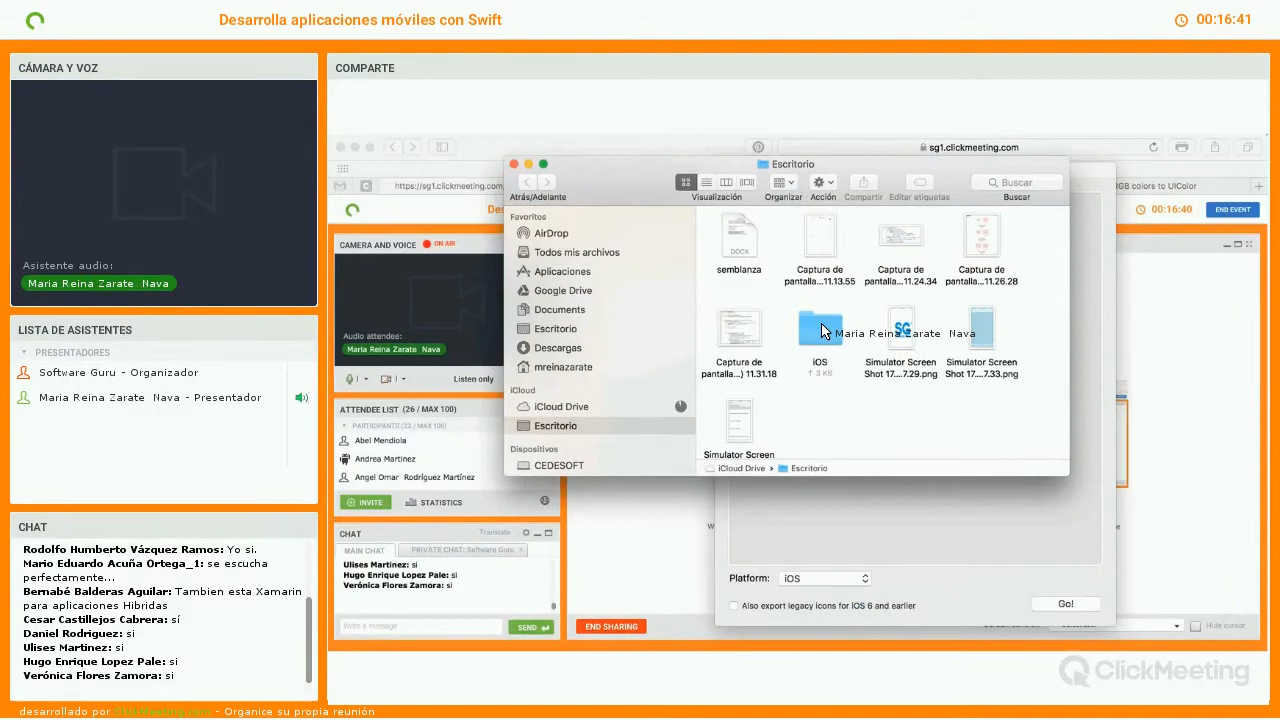 Desarrolla aplicaciones móviles con Swift
00:16:41
CÁMARA Y VOZ
Asistente audio:
Maria Reina Zarate Nava
LISTA DE ASISTENTES
PRESENTADORES
Software Guru - Organizador
Maria Reina Zarate Nava - Presentador
CHAT
Rodolfo Humberto Vázquez Ramos: Yo si.
Mario Eduardo Acuña Ortega_1: se escucha
perfectamente...
Bernabé Balderas Aguilar: Tambien esta Xamarin
para aplicaciones Hibridas
Cesar Castillejos Cabrera: sí
Daniel Rodriguez: si
Ulises Martinez: si
Hugo Enrique Lopez Pale: si
Verónica Flores Zamora: si
desarrollado por ClickMeeting.com - Organice su propia reunión
COMPARTE
sg1.clickmeeting.com
https://sg1.clickmeeting.com
GB colors to UIColor
Des
00:16:40
END EVENT
CAMERA AND VOICE
ON AIR
Audio attendee:
Maria Reina Zarate Nava
Listen only
ATTENDEE LIST (26 / MAX 100)
PARTICIPANTS (23 / MAX 100)
Abel Mendiola
Andrea Martinez
Angel Omar Rodríguez Martínez
INVITE
STATISTICS
CHAT
Translate
MAIN CHAT
PRIVATE CHAT: Software Guru
Ulises Martinez: si
Hugo Enrique Lopez Pale: si
Verónica Flores Zamora: si
Write a message
SEND
END SHARING
Hide cursor
Escritorio
Atrás/Adelante
Visualización
Organizar
Acción
Compartir
Editar etiquetas
Buscar
Buscar
Favoritos
AirDrop
Todos mis archivos
Aplicaciones
Google Drive
Documents
Escritorio
Descargas
mreinazarate
iCloud
iCloud Drive
Escritorio
Dispositivos
CEDESOFT
DOCX
semblanza
Captura de
pantalla...11.13.55
Captura de
pantalla...11.24.34
Captura de
pantalla...11.26.28
Captura de
pantalla...) 11.31.18
iOS
3 KB
SG
Maria Reina Zarate Nava
Simulator Screen
Shot 17....7.29.png
Simulator Screen
Shot 17....7.33.png
Simulator Screen
iCloud Drive
Escritorio
Platform:
iOS
Also export legacy icons for iOS 6 and earlier
Go!
ClickMeeting